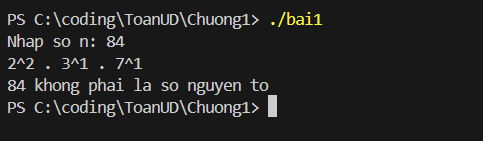 PS C:\coding\ToanUD\Chuong1> ./bai1
Nhap so n: 84
2^2 . 3^1 . 7^1
84 khong phai la so nguyen to
PS C:\coding\ToanUD\Chuong1>